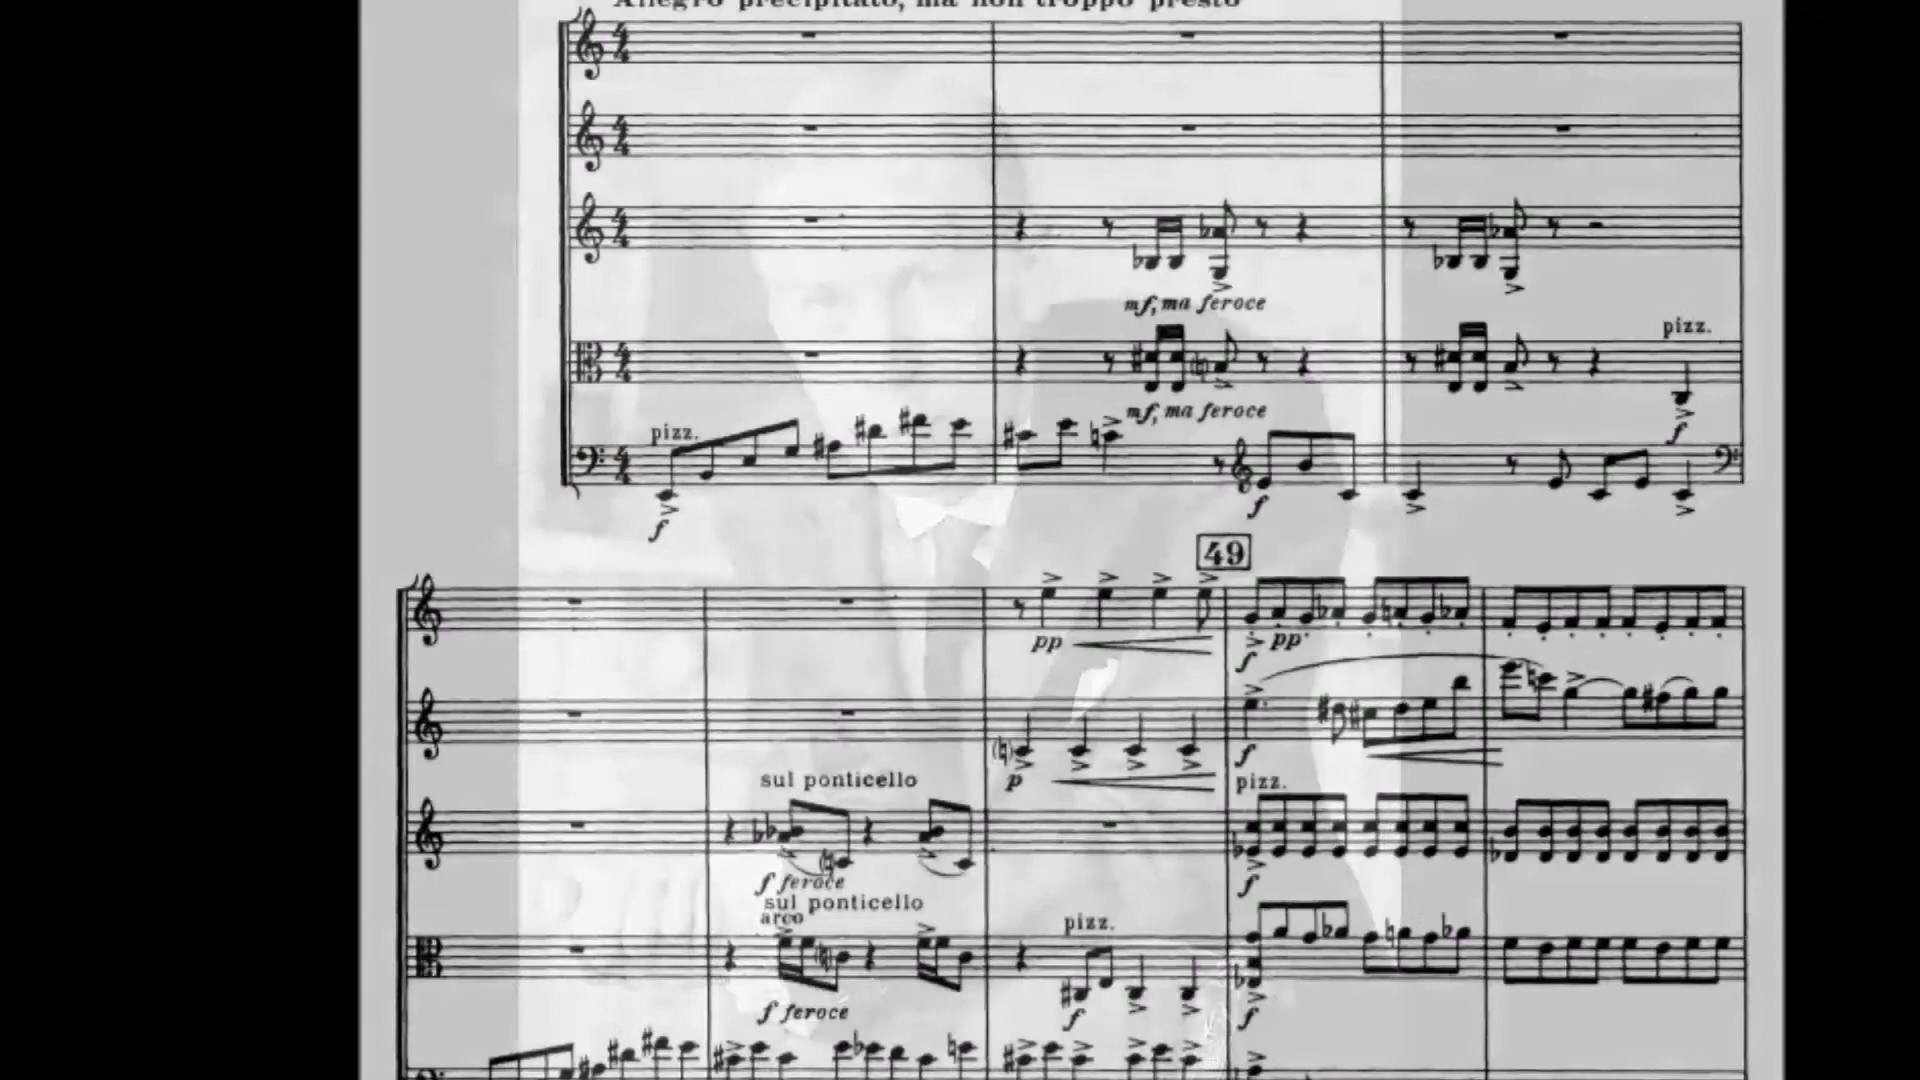 Allegro precipitato, ma non troppo presto
mf, ma feroce
pizz.
mf, ma feroce
pizz.
f
f
f
49
pp
f pp
p
f
sul ponticello
pizz.
f feroce
f
sul ponticello
arco
pizz.
f feroce
f
f